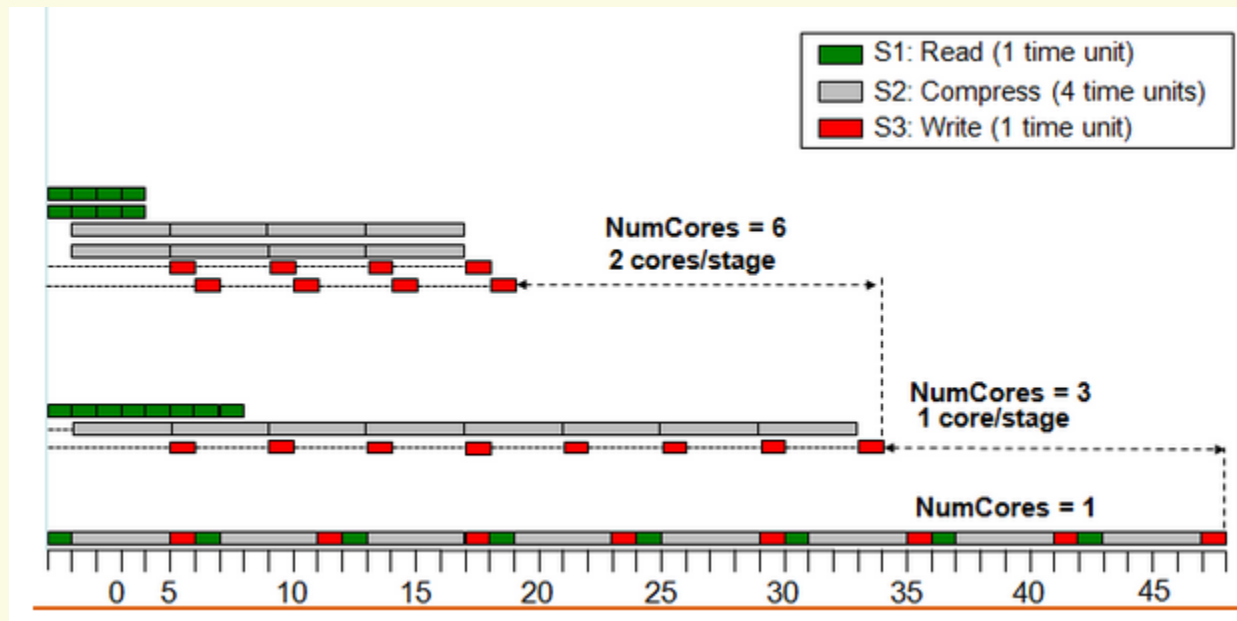 S1: Read (1 time unit)
S2: Compress (4 time units)
S3: Write (1 time unit)
NumCores = 6
2 cores/stage
NumCores = 3
1 core/stage
NumCores = 1
0 5 10 15 20 25 30 35 40 45